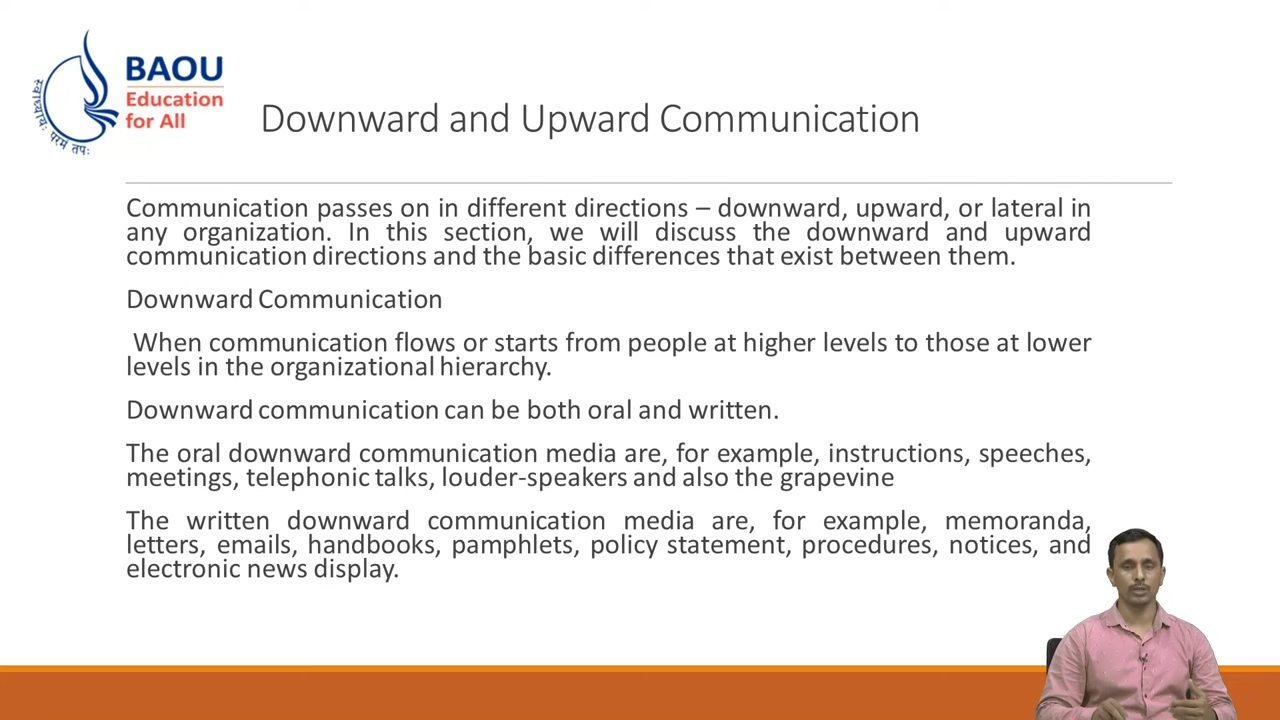 BAOU
Education
for All
स्वाध्यायः परमं तपः
Downward and Upward Communication
Communication passes on in different directions – downward, upward, or lateral in
any organization. In this section, we will discuss the downward and upward
communication directions and the basic differences that exist between them.
Downward Communication
When communication flows or starts from people at higher levels to those at lower
levels in the organizational hierarchy.
Downward communication can be both oral and written.
The oral downward communication media are, for example, instructions, speeches,
meetings, telephonic talks, louder-speakers and also the grapevine
The written downward communication media are, for example, memoranda,
letters, emails, handbooks, pamphlets, policy statement, procedures, notices, and
electronic news display.